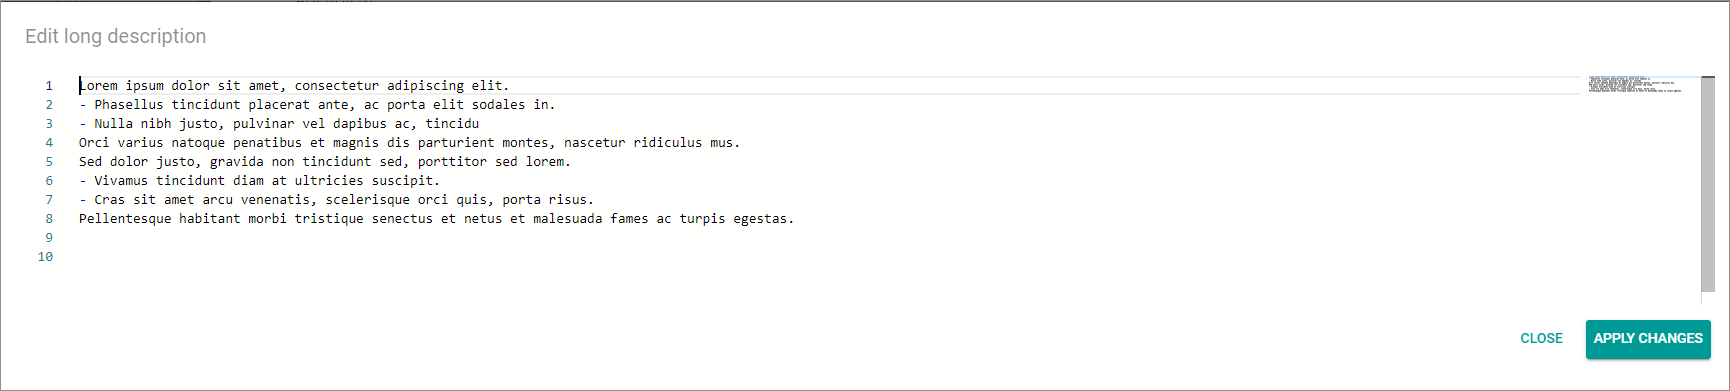 Edit long description
1 Lorem ipsum dolor sit amet, consectetur adipiscing elit.
2 - Phasellus tincidunt placerat ante, ac porta elit sodales in.
3 - Nulla nibh justo, pulvinar vel dapibus ac, tincidu
4 Orci varius natoque penatibus et magnis dis parturient montes, nascetur ridiculus mus.
5 Sed dolor justo, gravida non tincidunt sed, porttitor sed lorem.
6 - Vivamus tincidunt diam at ultricies suscipit.
7 - Cras sit amet arcu venenatis, scelerisque orci quis, porta risus.
8 Pellentesque habitant morbi tristique senectus et netus et malesuada fames ac turpis egestas.
9
10
CLOSE APPLY CHANGES